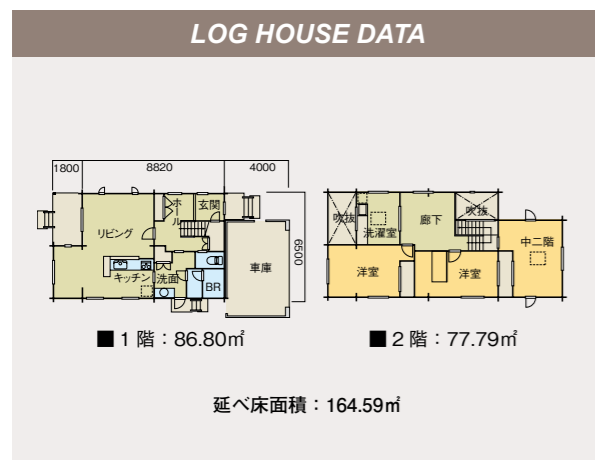 LOG HOUSE DATA
1800 8820 4000
ホール
玄関
リビング
6500
車庫
キッチン
洗面
BR
吹抜
洗濯室
廊下
吹抜
中二階
洋室
洋室
■1階：86.80㎡
■2階：77.79㎡
延べ床面積：164.59㎡